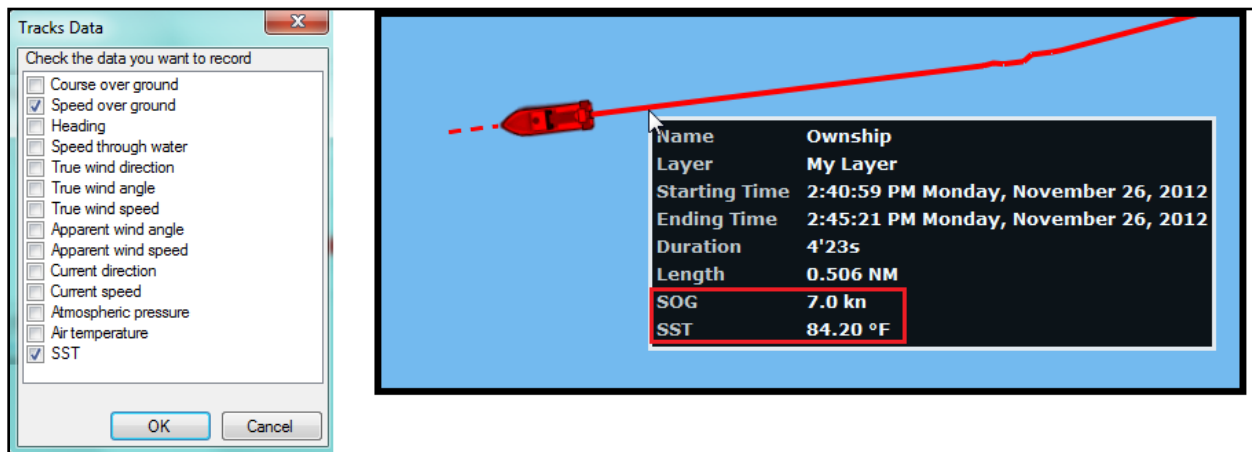 Tracks Data
Check the data you want to record
Course over ground
Speed over ground
Heading
Speed through water
True wind direction
True wind angle
True wind speed
Apparent wind angle
Apparent wind speed
Current direction
Current speed
Atmospheric pressure
Air temperature
SST
OK Cancel
Name Ownship
Layer My Layer
Starting Time 2:40:59 PM Monday, November 26, 2012
Ending Time 2:45:21 PM Monday, November 26, 2012
Duration 4'23s
Length 0.506 NM
SOG 7.0 kn
SST 84.20 °F